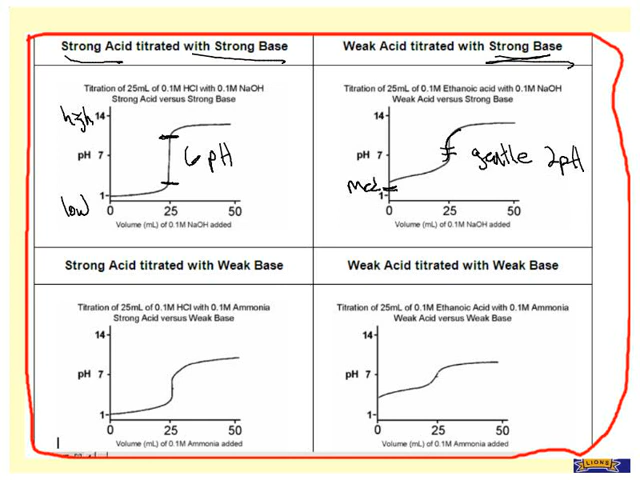 Strong Acid titrated with Strong Base
Weak Acid titrated with Strong Base
Titration of 25mL of 0.1M HCl with 0.1M NaOH
Strong Acid versus Strong Base
high 14
pH 7
6 pH
1
low
0 25 50
Volume (mL) of 0.1M NaOH added
Titration of 25mL of 0.1M Ethanoic acid with 0.1M NaOH
Weak Acid versus Strong Base
14
pH 7
gentle 2pH
1
0 25 50
Volume (mL) of 0.1M NaOH added
Strong Acid titrated with Weak Base
Weak Acid titrated with Weak Base
Titration of 25mL of 0.1M HCl with 0.1M Ammonia
Strong Acid versus Weak Base
14
pH 7
1
0 25 50
Volume (mL) of 0.1M Ammonia added
Titration of 25mL of 0.1M Ethanoic Acid with 0.1M Ammonia
Weak Acid versus Weak Base
14
pH 7
1
0 25 50
Volume (mL) of 0.1M Ammonia added
LIONS